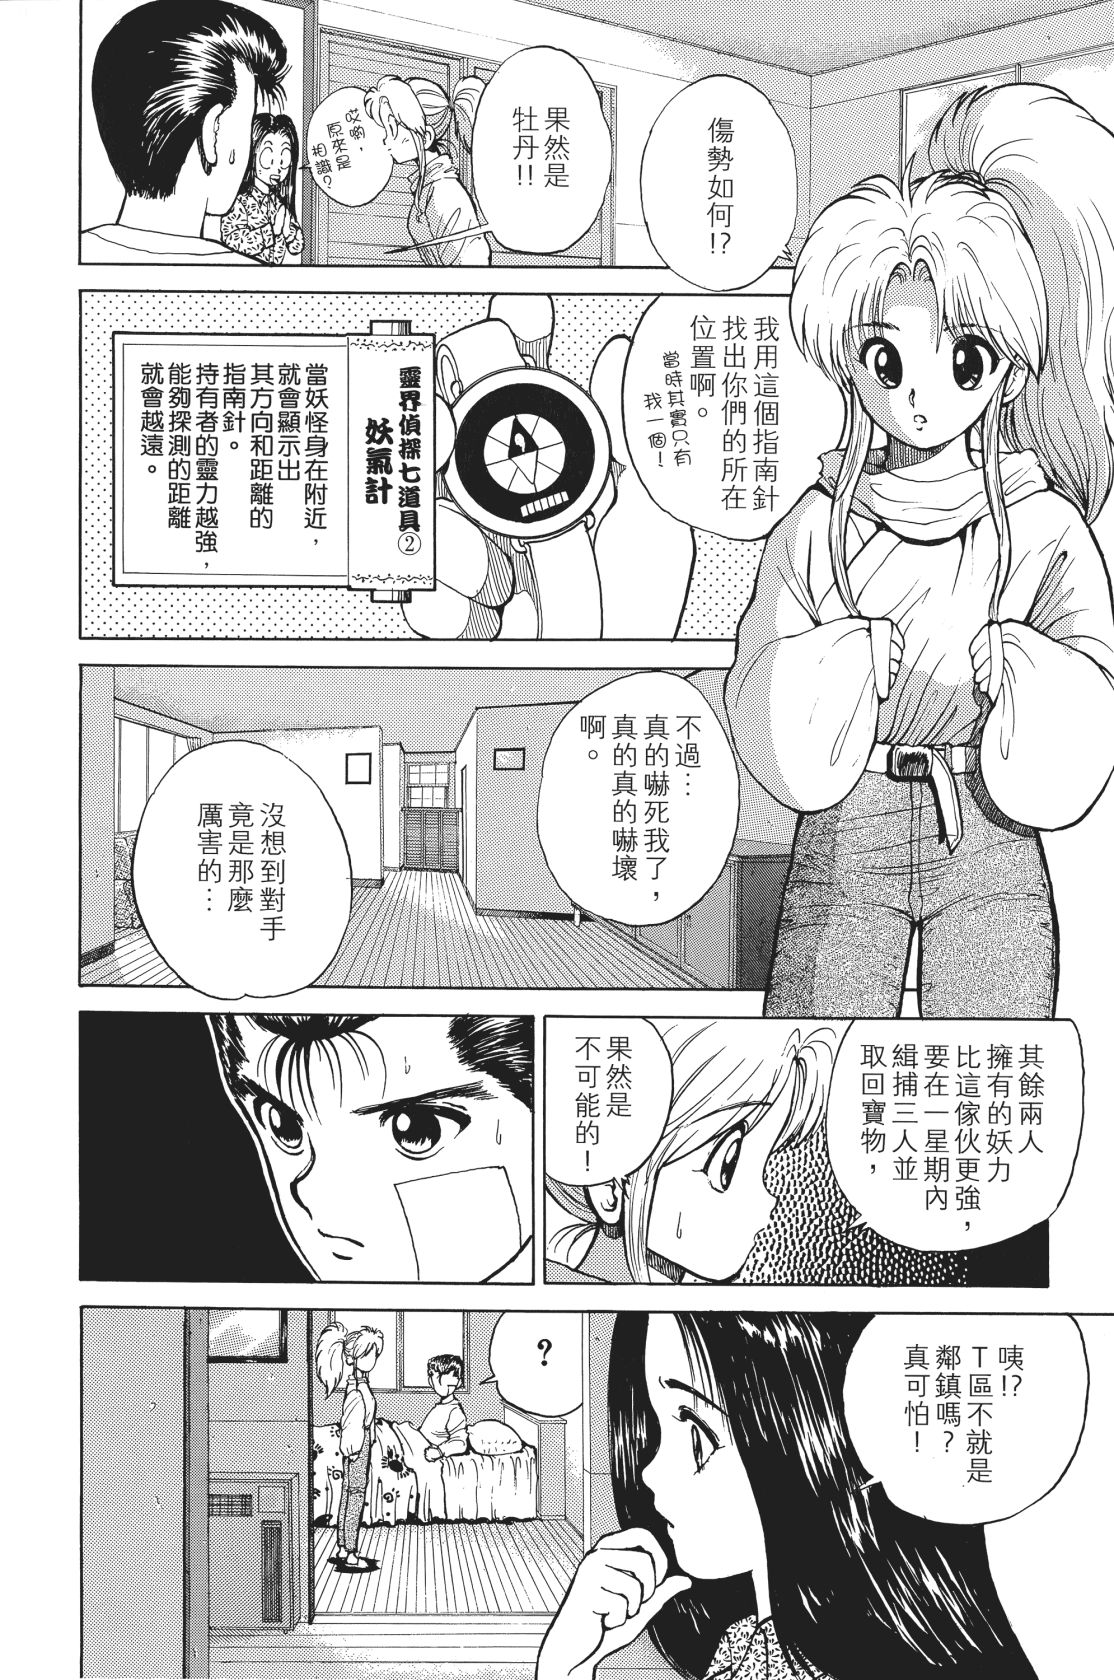 傷勢如何!?
果然是
牡丹!!
哎喲，
原來是
相識?
我用這個指南針
找出你們的所在
位置啊。
當時其實只有
我一個!
靈界偵探七道具②
妖氣計
當妖怪身在附近，
就會顯示出
其方向和距離的
指南針。
持有者的靈力越強，
能夠探測的距離
就會越遠。
不過…
真的嚇死我了，
真的真的嚇壞
啊。
沒想到對手
竟是那麼
厲害的…
其餘兩人
擁有的妖力
比這傢伙更強，
要在一星期內
緝捕三人並
取回寶物，
果然是
不可能的!
咦!?
T區不就是
鄰鎮嗎?
真可怕!
?